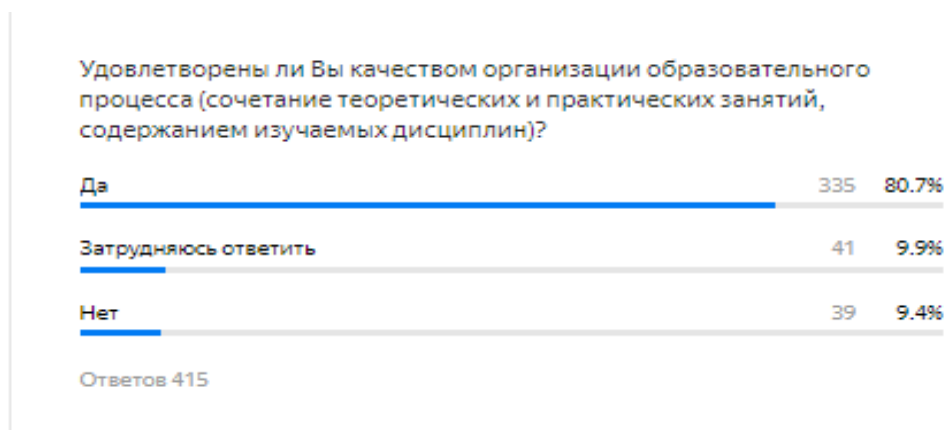 Удовлетворены ли Вы качеством организации образовательного
процесса (сочетание теоретических и практических занятий,
содержанием изучаемых дисциплин)?
Да 335 80.7%
Затрудняюсь ответить 41 9.9%
Нет 39 9.4%
Ответов 415